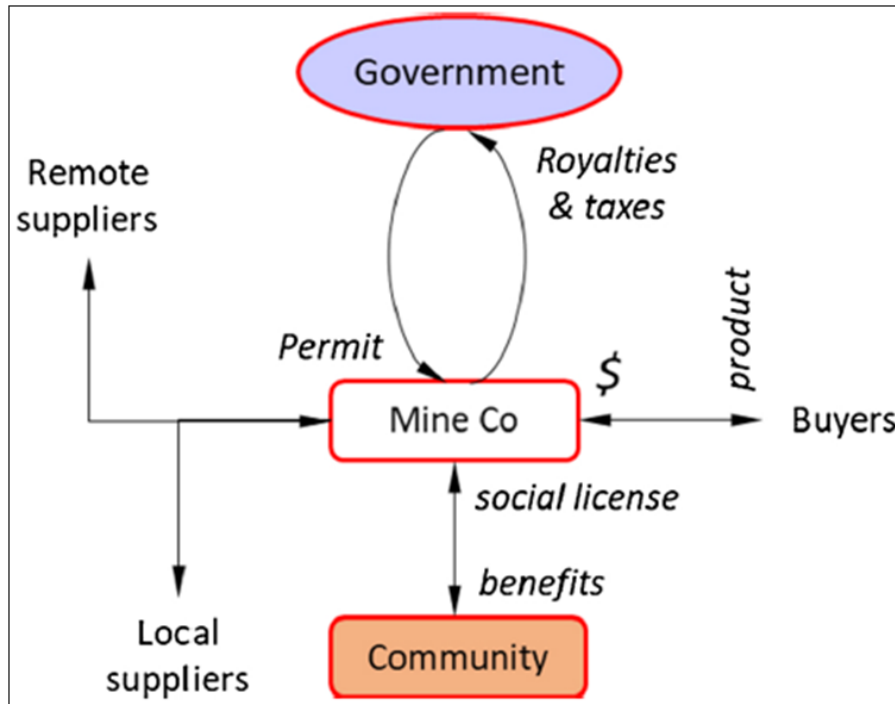 Government
Royalties
& taxes
Remote
suppliers
Permit
$
product
Mine Co
Buyers
social license
benefits
Local
suppliers
Community